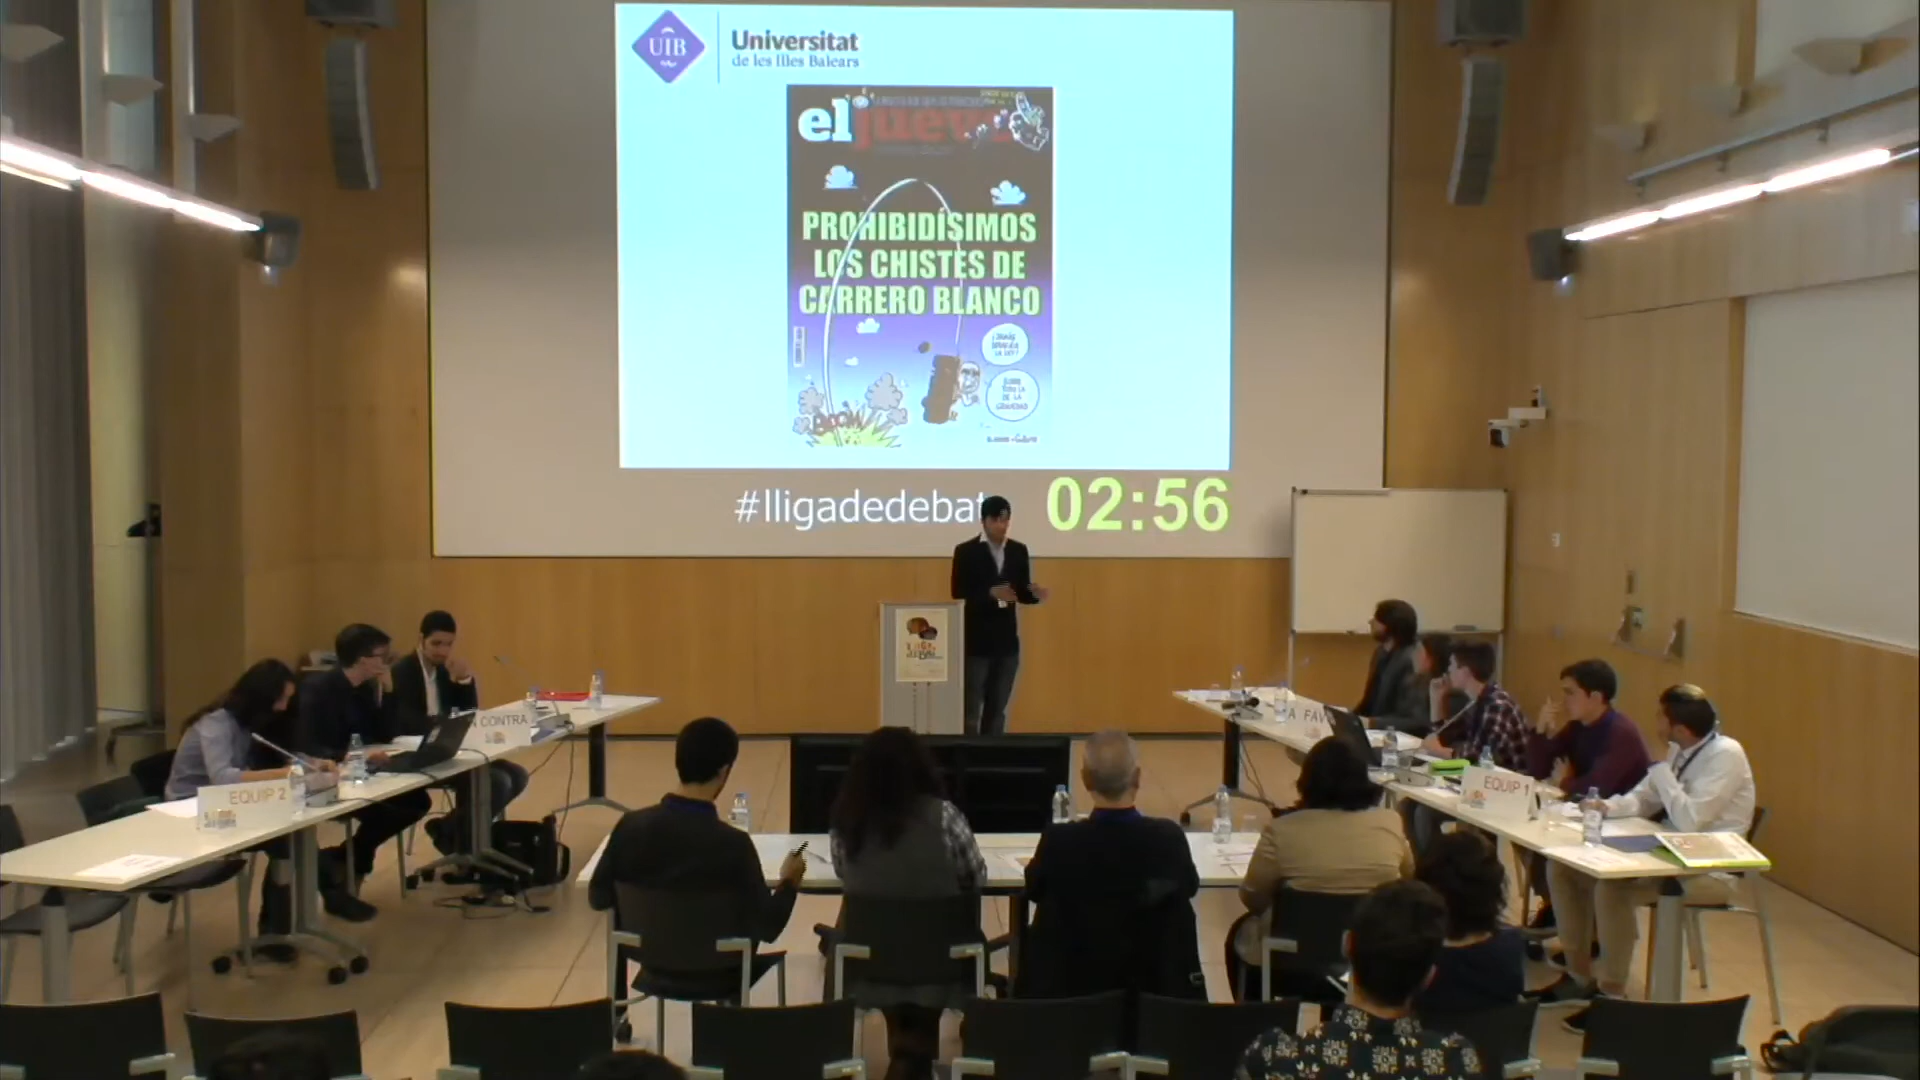 UIB
Universitat
de les Illes Balears
el jueves
PROHIBIDÍSIMOS
LOS CHISTES DE
CARRERO BLANCO
BOOM
#lligadedebat
02:56
EN CONTRA
A FAV
EQUIP 2
EQUIP 1